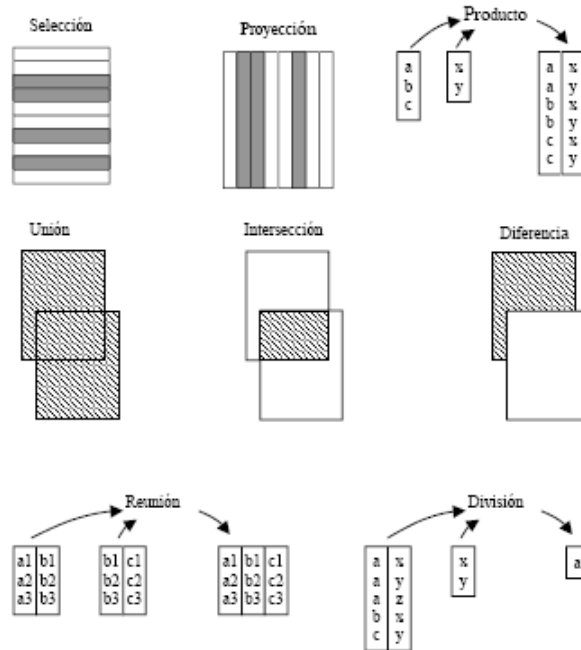 Selección
Proyección
Producto
a
b
c
x
y
a x
a y
b x
b y
c x
c y
Unión
Intersección
Diferencia
Reunión
a1 b1
a2 b2
a3 b3
b1 c1
b2 c2
b3 c3
a1 b1 c1
a2 b2 c2
a3 b3 c3
División
a x
a y
a z
b x
c y
x
y
a